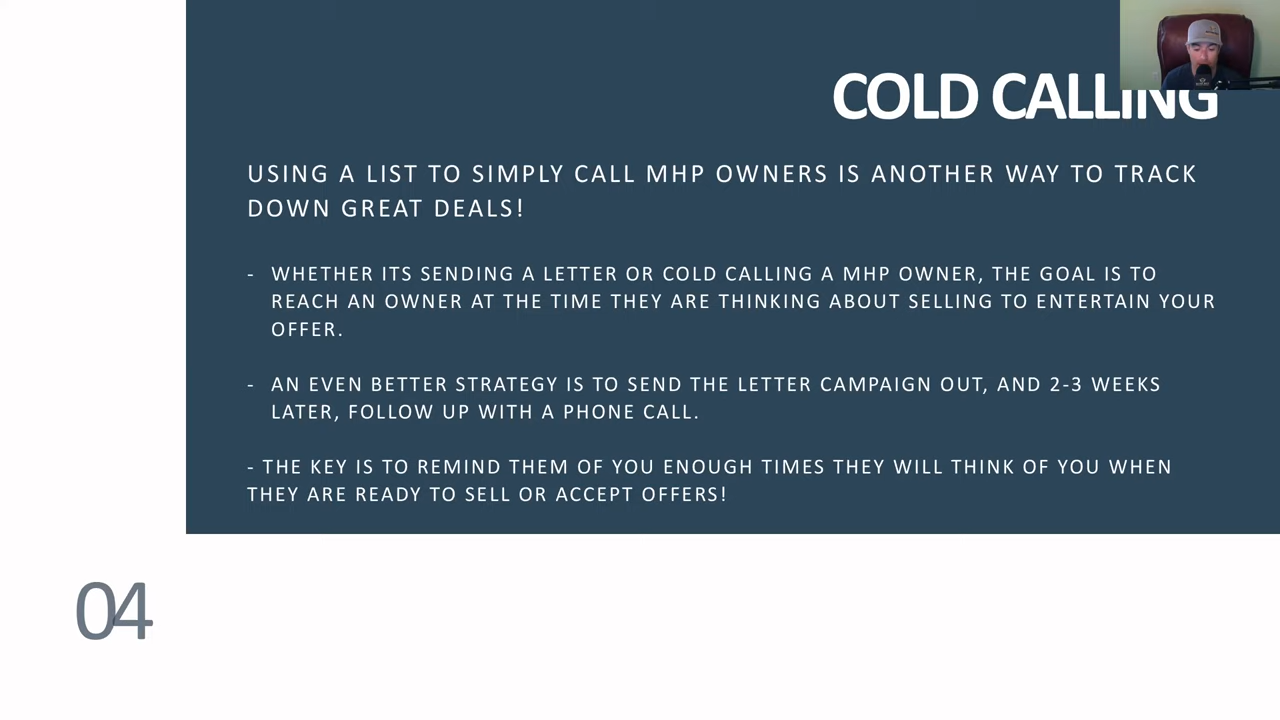 COLD CALLING
USING A LIST TO SIMPLY CALL MHP OWNERS IS ANOTHER WAY TO TRACK
DOWN GREAT DEALS!
- WHETHER ITS SENDING A LETTER OR COLD CALLING A MHP OWNER, THE GOAL IS TO
REACH AN OWNER AT THE TIME THEY ARE THINKING ABOUT SELLING TO ENTERTAIN YOUR
OFFER.
- AN EVEN BETTER STRATEGY IS TO SEND THE LETTER CAMPAIGN OUT, AND 2-3 WEEKS
LATER, FOLLOW UP WITH A PHONE CALL.
- THE KEY IS TO REMIND THEM OF YOU ENOUGH TIMES THEY WILL THINK OF YOU WHEN
THEY ARE READY TO SELL OR ACCEPT OFFERS!
04